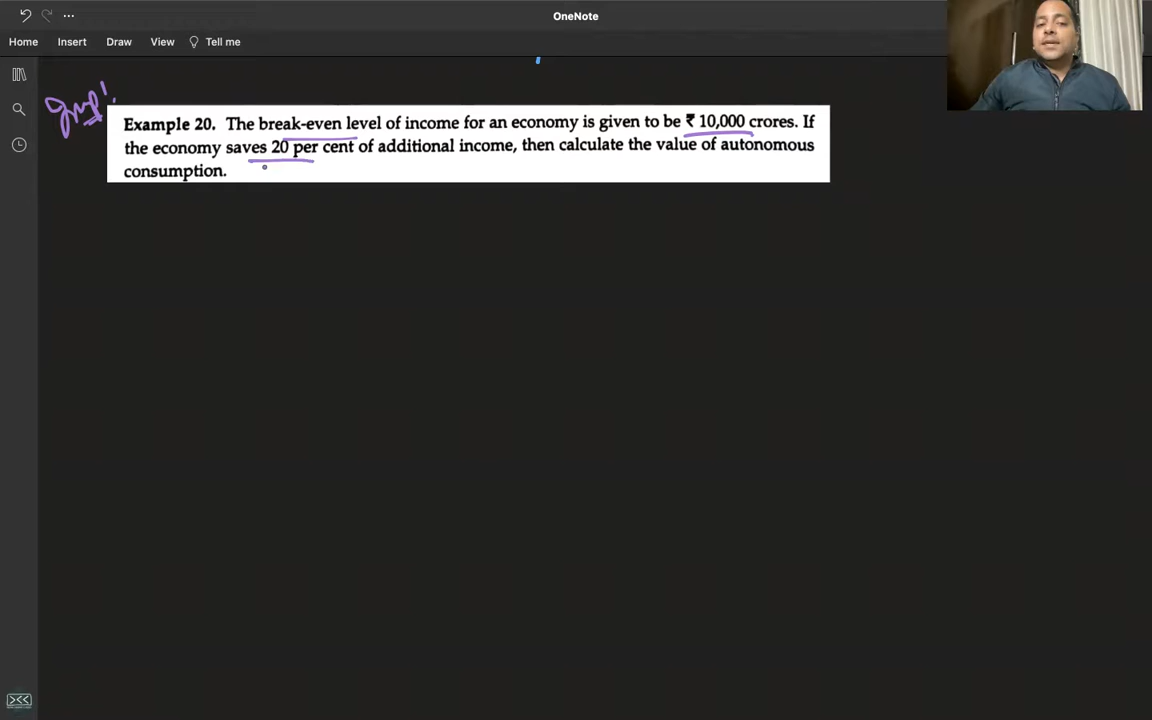 OneNote
Home Insert Draw View Tell me
Imp!
Example 20. The break-even level of income for an economy is given to be ₹ 10,000 crores. If
the economy saves 20 per cent of additional income, then calculate the value of autonomous
consumption.